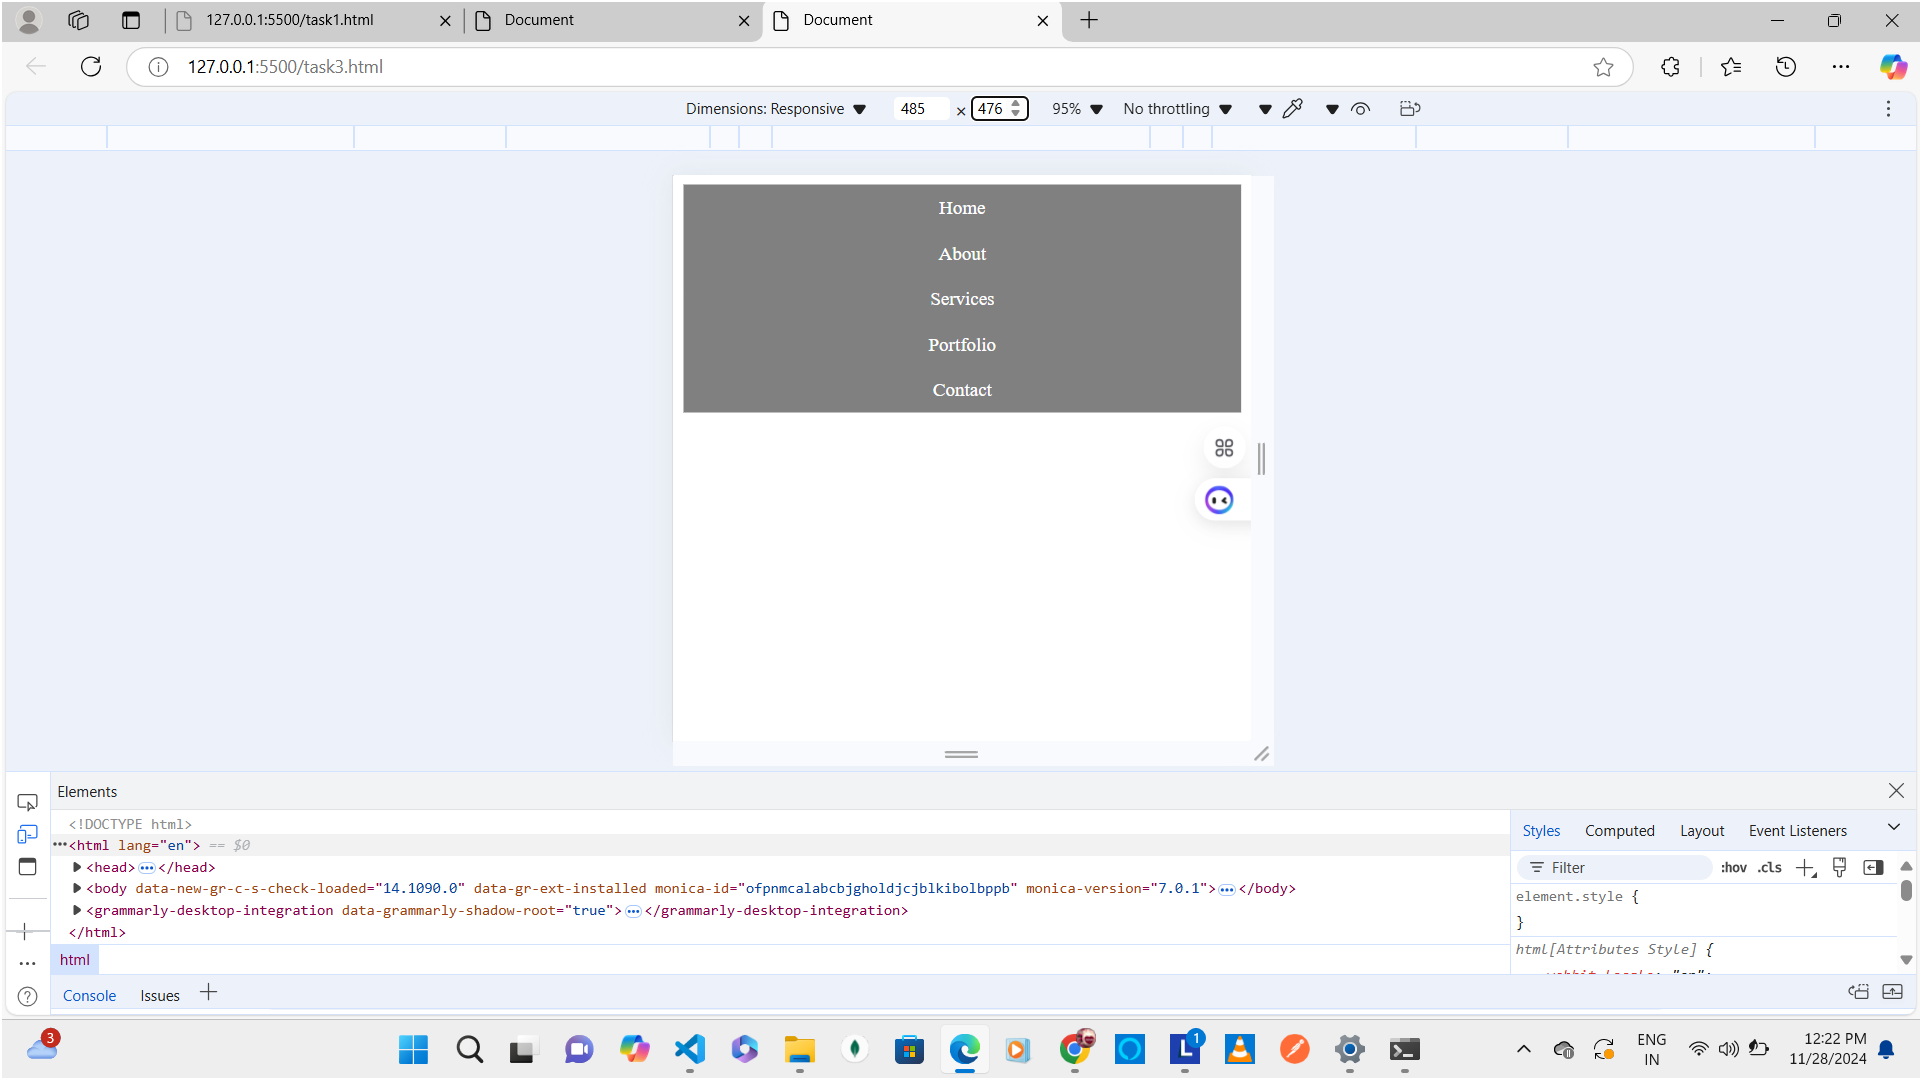 127.0.0.1:5500/task1.html
Document
Document
127.0.0.1:5500/task3.html
Dimensions: Responsive 485 × 476 95% No throttling
Home
About
Services
Portfolio
Contact
Elements
<!DOCTYPE html>
<html lang="en"> == $0
<head> </head>
<body data-new-gr-c-s-check-loaded="14.1090.0" data-gr-ext-installed monica-id="ofpnmcalabcbjgholdjcjblkibolbppb" monica-version="7.0.1"> </body>
<grammarly-desktop-integration data-grammarly-shadow-root="true"> </grammarly-desktop-integration>
</html>
html
Styles Computed Layout Event Listeners
Filter :hov .cls
element.style {
}
html[Attributes Style] {
Console Issues
3
1
ENG
IN
12:22 PM
11/28/2024